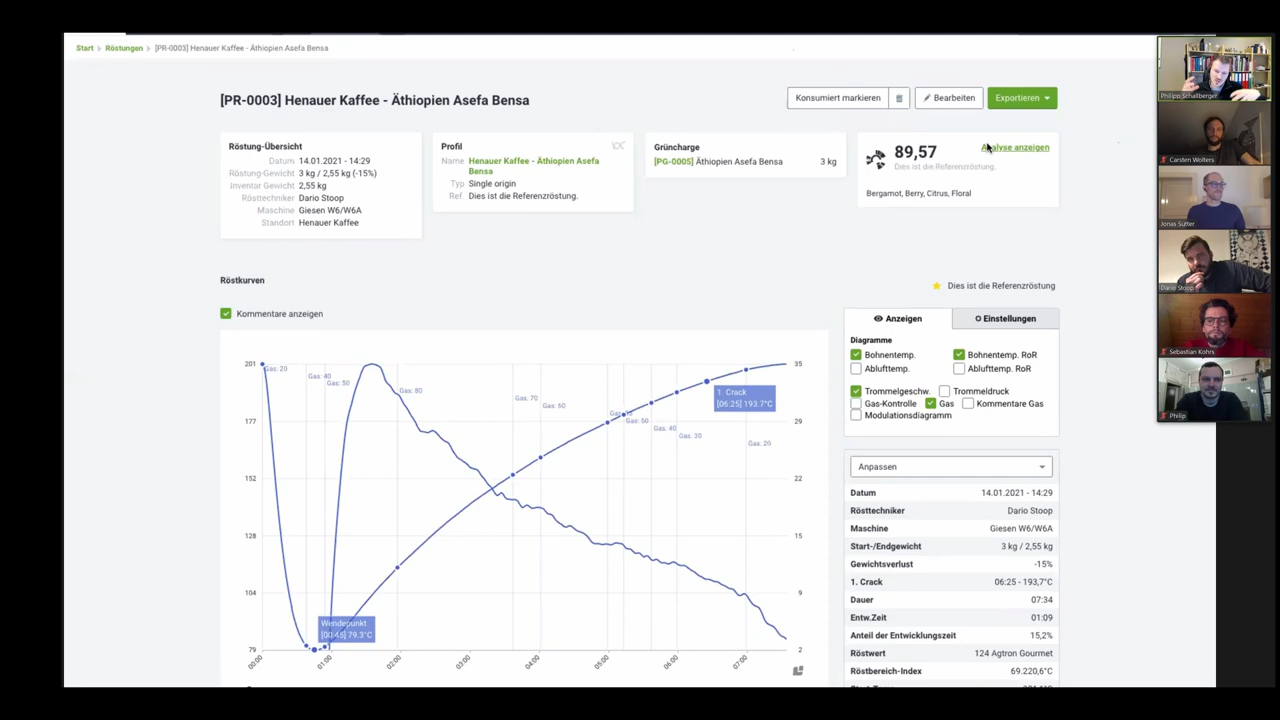 Start
Röstungen
[PR-0003] Henauer Kaffee - Äthiopien Asefa Bensa
[PR-0003] Henauer Kaffee - Äthiopien Asefa Bensa
Konsumiert markieren
Bearbeiten
Exportieren
Röstung-Übersicht
Datum 14.01.2021 - 14:29
Röstung-Gewicht 3 kg / 2,55 kg (-15%)
Inventar Gewicht 2,55 kg
Rösttechniker Dario Stoop
Maschine Giesen W6/W6A
Standort Henauer Kaffee
Profil
Name Henauer Kaffee - Äthiopien Asefa
Bensa
Typ Single origin
Ref. Dies ist die Referenzröstung.
Grüncharge
[PG-0005] Äthiopien Asefa Bensa 3 kg
89,57
Analyse anzeigen
Dies ist die Referenzröstung.
Bergamot, Berry, Citrus, Floral
Röstkurven
Dies ist die Referenzröstung
Kommentare anzeigen
201
177
152
128
104
79
Gas: 20
Gas: 40
Gas: 50
Gas: 80
Gas: 70
Gas: 60
Gas: 50
Gas: 40
Gas: 30
Gas: 20
1. Crack
[06:25] 193.7°C
Wendepunkt
[00:45] 79.3°C
35
29
22
15
9
2
00:00
01:00
02:00
03:00
04:00
05:00
06:00
07:00
Anzeigen
Einstellungen
Diagramme
Bohnentemp. Bohnentemp. RoR
Ablufttemp. Ablufttemp. RoR
Trommelgeschw. Trommeldruck
Gas-Kontrolle Gas Kommentare Gas
Modulationsdiagramm
Anpassen
Datum 14.01.2021 - 14:29
Rösttechniker Dario Stoop
Maschine Giesen W6/W6A
Start-/Endgewicht 3 kg / 2,55 kg
Gewichtsverlust -15%
1. Crack 06:25 - 193,7°C
Dauer 07:34
Entw.Zeit 01:09
Anteil der Entwicklungszeit 15,2%
Röstwert 124 Agtron Gourmet
Röstbereich-Index 69.220,6°C
Philipp Schallberger
Carsten Wolters
Jonas Sutter
Dario Stoop
Sebastian Kohrs
Philip